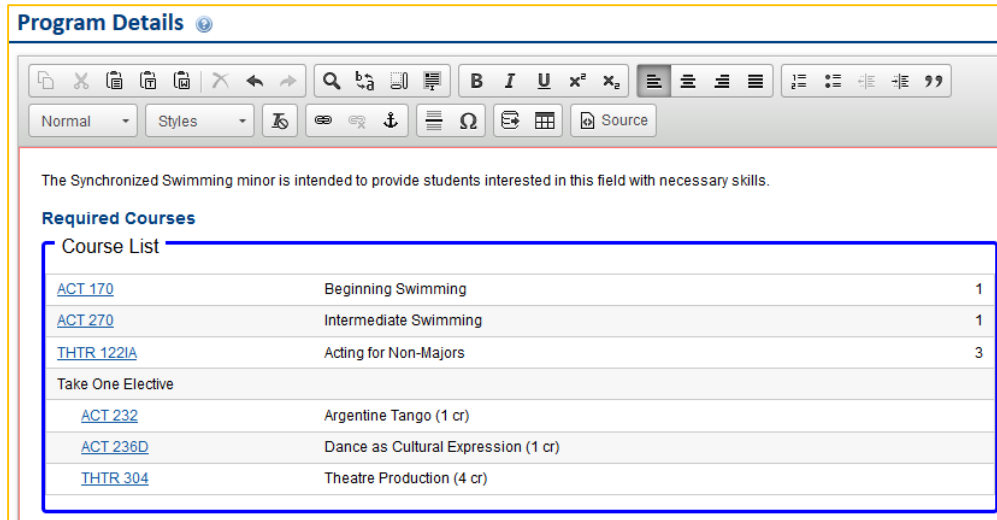 Program Details
B I U x² x₂
Normal Styles Ω Source
The Synchronized Swimming minor is intended to provide students interested in this field with necessary skills.
Required Courses
Course List
ACT 170 Beginning Swimming 1
ACT 270 Intermediate Swimming 1
THTR 122IA Acting for Non-Majors 3
Take One Elective
ACT 232 Argentine Tango (1 cr)
ACT 236D Dance as Cultural Expression (1 cr)
THTR 304 Theatre Production (4 cr)